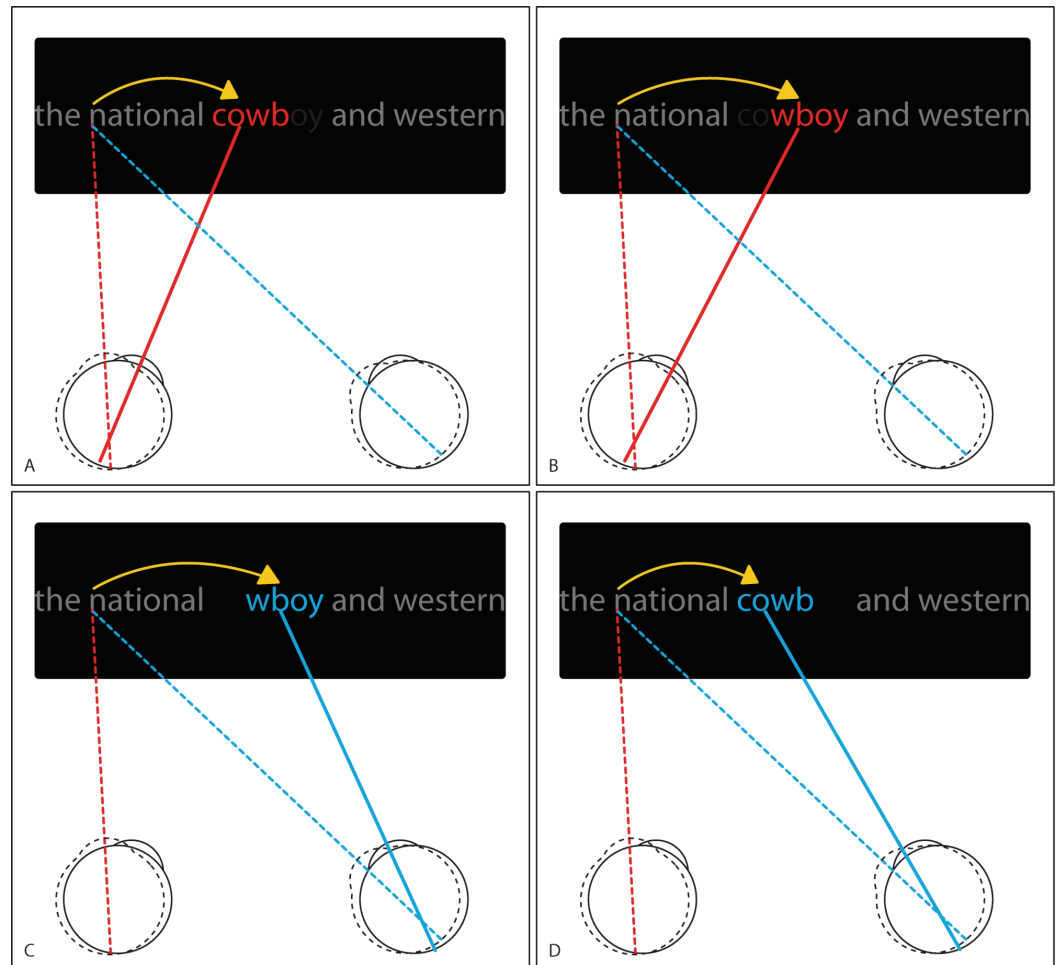 the national cowboy and western
A
the national cowboy and western
B
the national wboy and western
C
the national cowb and western
D